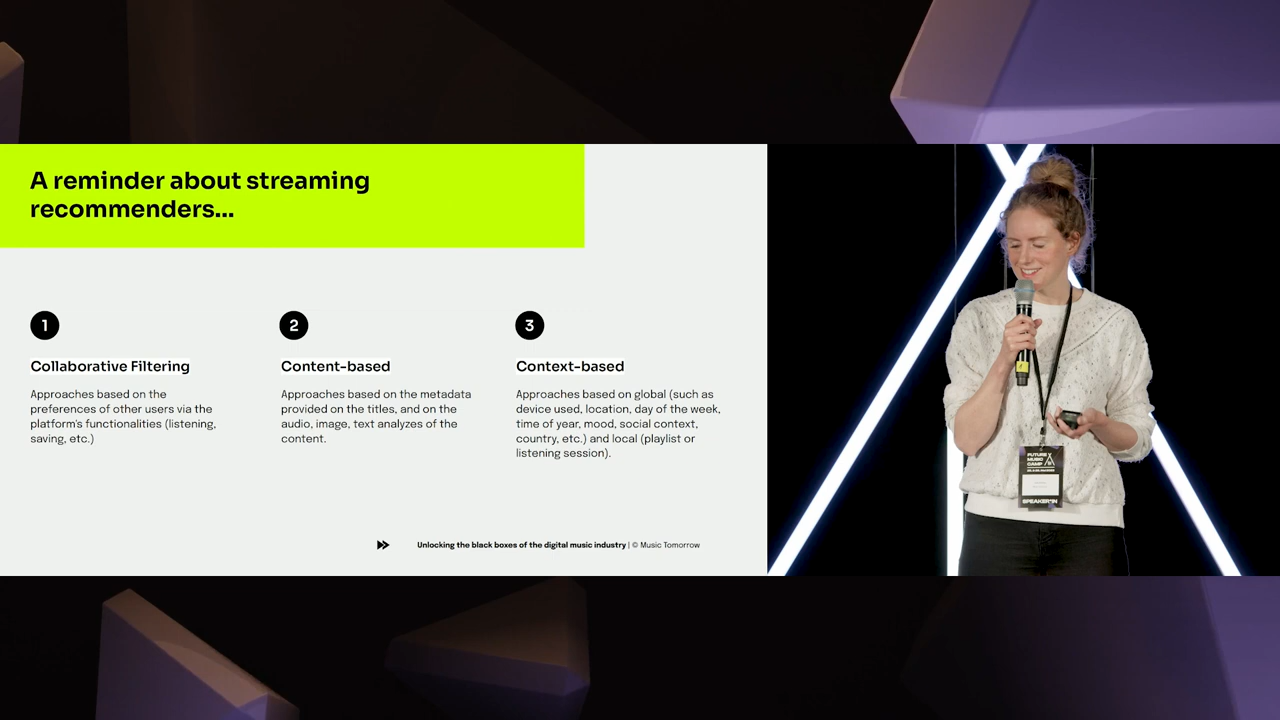 A reminder about streaming
recommenders...
1
Collaborative Filtering
Approaches based on the
preferences of other users via the
platform's functionalities (listening,
saving, etc.)
2
Content-based
Approaches based on the metadata
provided on the titles, and on the
audio, image, text analyzes of the
content.
3
Context-based
Approaches based on global (such as
device used, location, day of the week,
time of year, mood, social context,
country, etc.) and local (playlist or
listening session).
Unlocking the black boxes of the digital music industry | © Music Tomorrow
FUTURE
MUSIC
CAMP
SPEAKER*IN